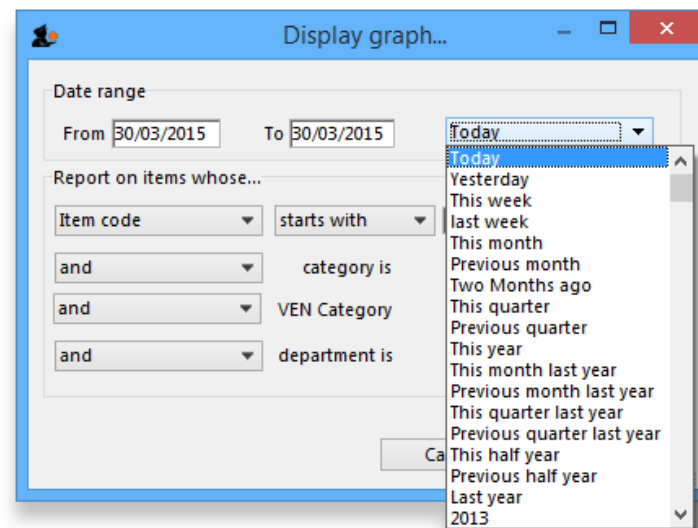 Display graph...
Date range
From 30/03/2015 To 30/03/2015 Today
Today
Yesterday
This week
last week
This month
Previous month
Two Months ago
This quarter
Previous quarter
This year
This month last year
Previous month last year
This quarter last year
Previous quarter last year
This half year
Previous half year
Last year
2013
Report on items whose...
Item code starts with
and category is
and VEN Category
and department is
Ca